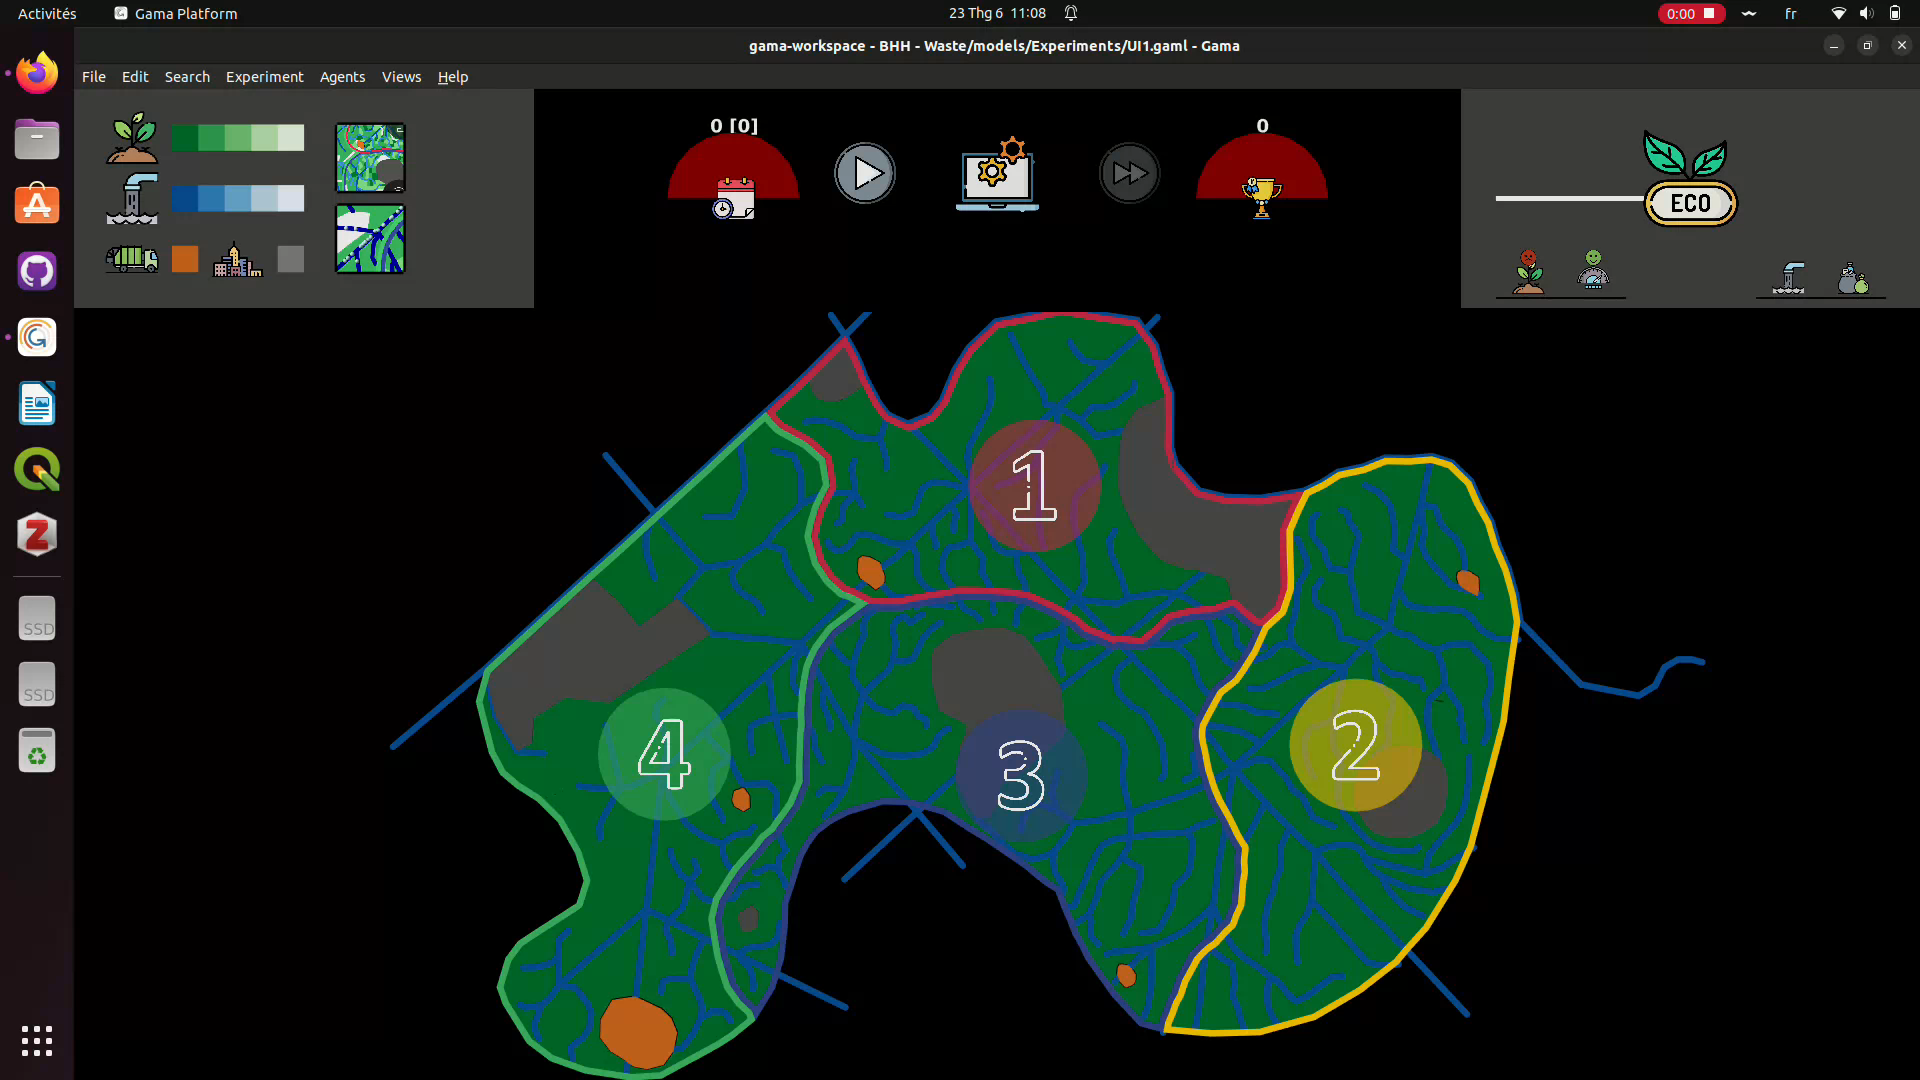 Activités Gama Platform 23 Thg 6 11:08 0:00 fr
gama-workspace - BHH - Waste/models/Experiments/UI1.gaml - Gama
File Edit Search Experiment Agents Views Help
0 [0] 0
ECO
1
2
3
4
SSD
SSD